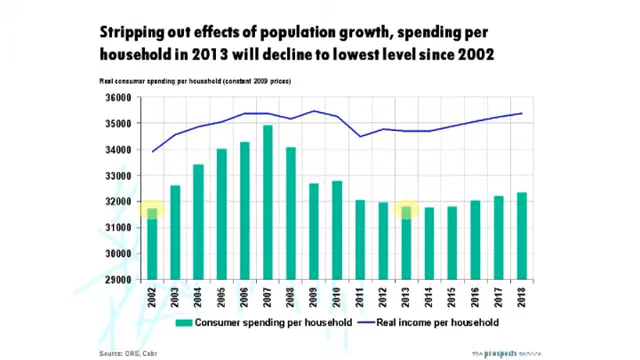 Stripping out effects of population growth, spending per
household in 2013 will decline to lowest level since 2002
Real consumer spending per household (constant 2009 prices)
36000
35000
34000
33000
32000
31000
30000
29000
2002 2003 2004 2005 2006 2007 2008 2009 2010 2011 2012 2013 2014 2015 2016 2017 2018
Consumer spending per household Real income per household
Source: ONS, Cebr the prospects service